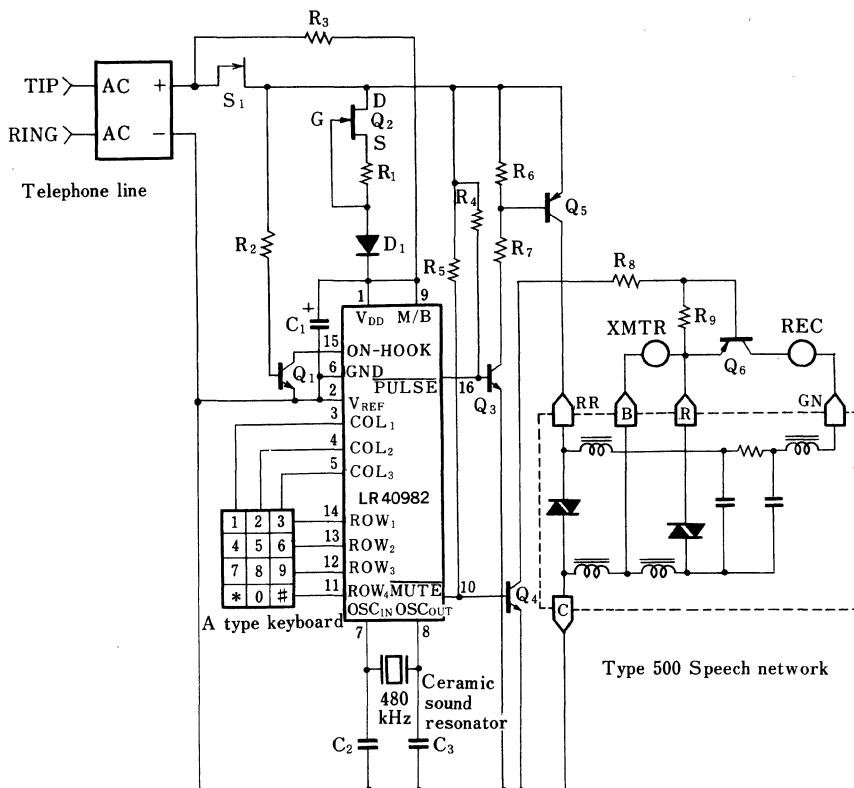 R3
TIP AC +
S1
RING AC −
Telephone line
D
G Q2
S
R1
R2
D1
R4
R5
R6
R7
Q5
R8
R9
XMTR REC
Q6
C1 +
1 9
VDD M/B
15 ON-HOOK
Q1
6 GND
PULSE 16
Q3
2 VREF
3 COL1
4 COL2
5 COL3
LR40982
14 ROW1
13 ROW2
12 ROW3
11 ROW4 MUTE 10
OSCIN OSCOUT
7 8
Q4
1 2 3
4 5 6
7 8 9
* 0 #
A type keyboard
480
kHz
Ceramic
sound
resonator
C2 C3
RR B R GN
C
Type 500 Speech network